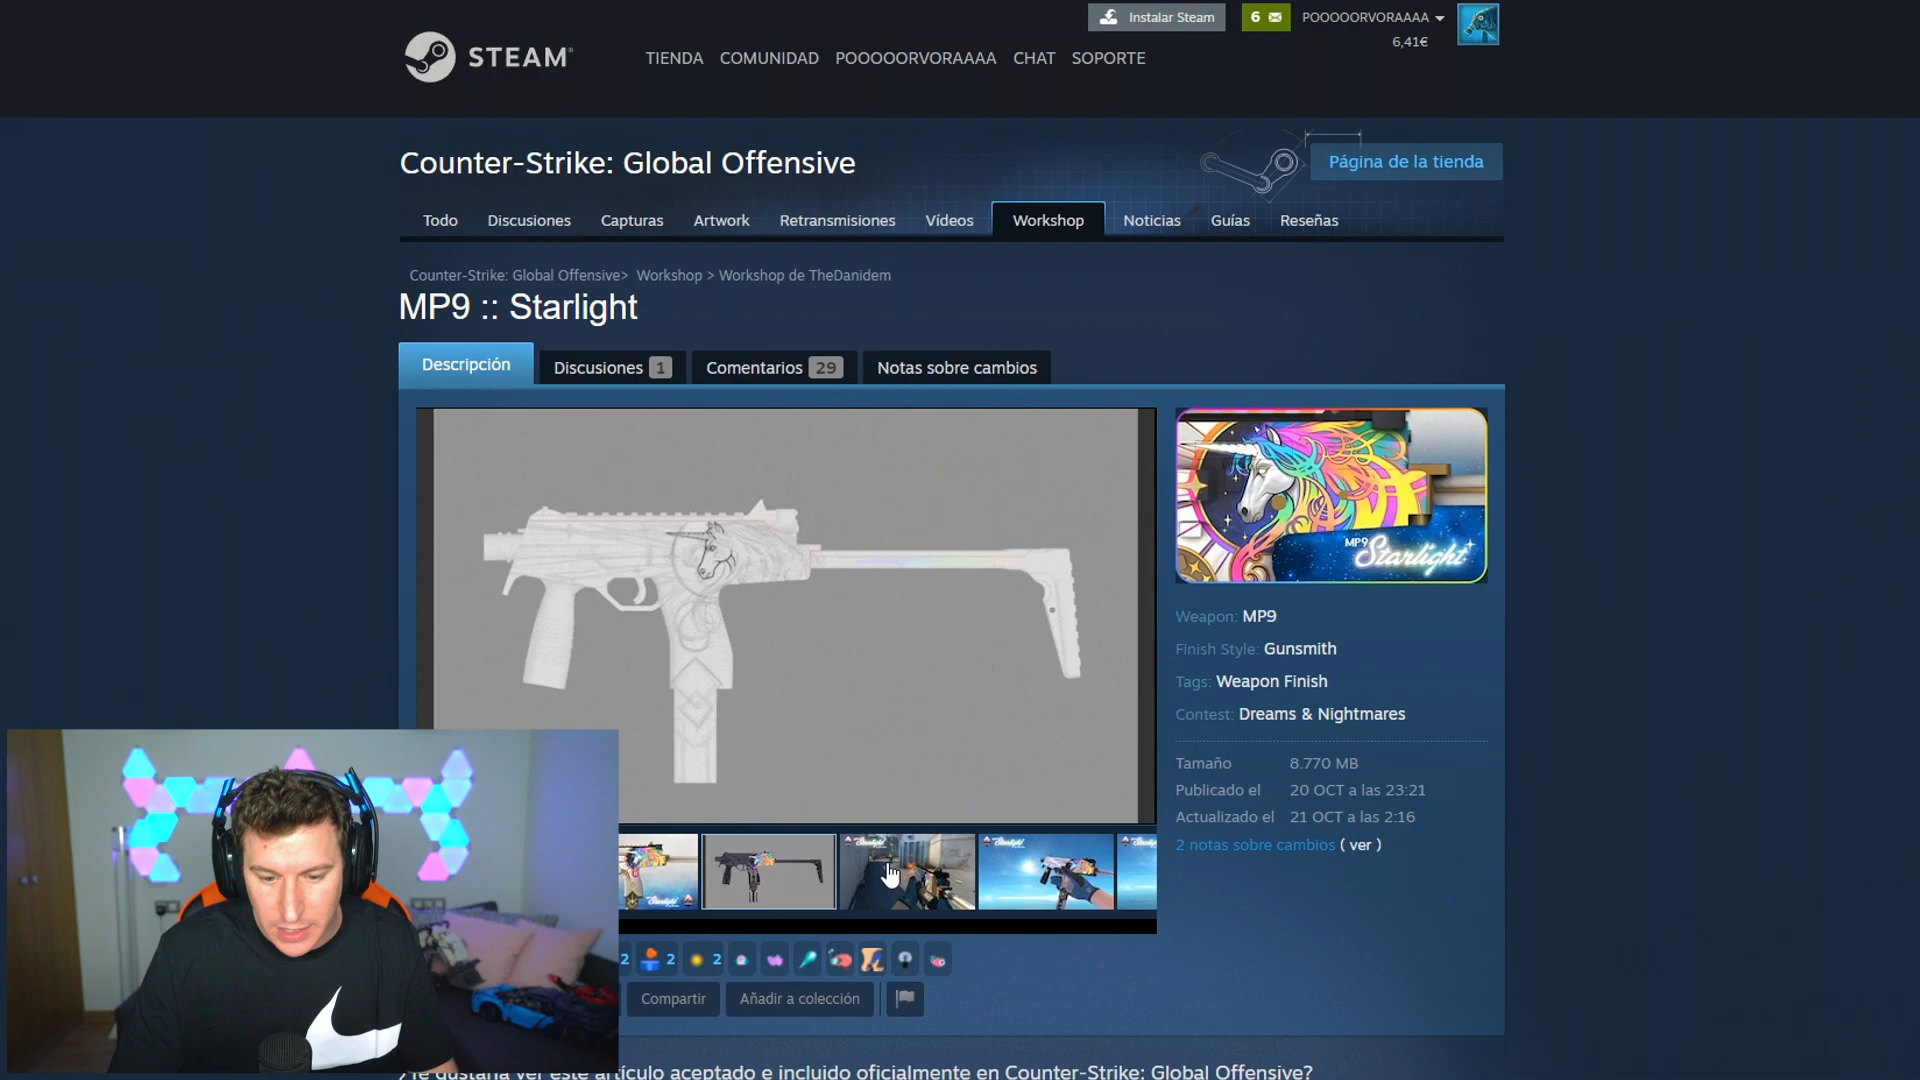 Instalar Steam
6
POOOOORVORAAAA
6,41€
STEAM
TIENDA COMUNIDAD POOOOORVORAAAA CHAT SOPORTE
Counter-Strike: Global Offensive
Página de la tienda
Todo Discusiones Capturas Artwork Retransmisiones Vídeos Workshop Noticias Guías Reseñas
Counter-Strike: Global Offensive> Workshop > Workshop de TheDanidem
MP9 :: Starlight
Descripción Discusiones 1 Comentarios 29 Notas sobre cambios
MP9 Starlight
Weapon: MP9
Finish Style: Gunsmith
Tags: Weapon Finish
Contest: Dreams & Nightmares
Tamaño 8.770 MB
Publicado el 20 OCT a las 23:21
Actualizado el 21 OCT a las 2:16
2 notas sobre cambios ( ver )
2 2 2
Compartir Añadir a colección
¿Te gustaría ver este artículo aceptado e incluido oficialmente en Counter-Strike: Global Offensive?